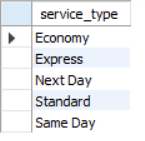 service_type
Economy
Express
Next Day
Standard
Same Day